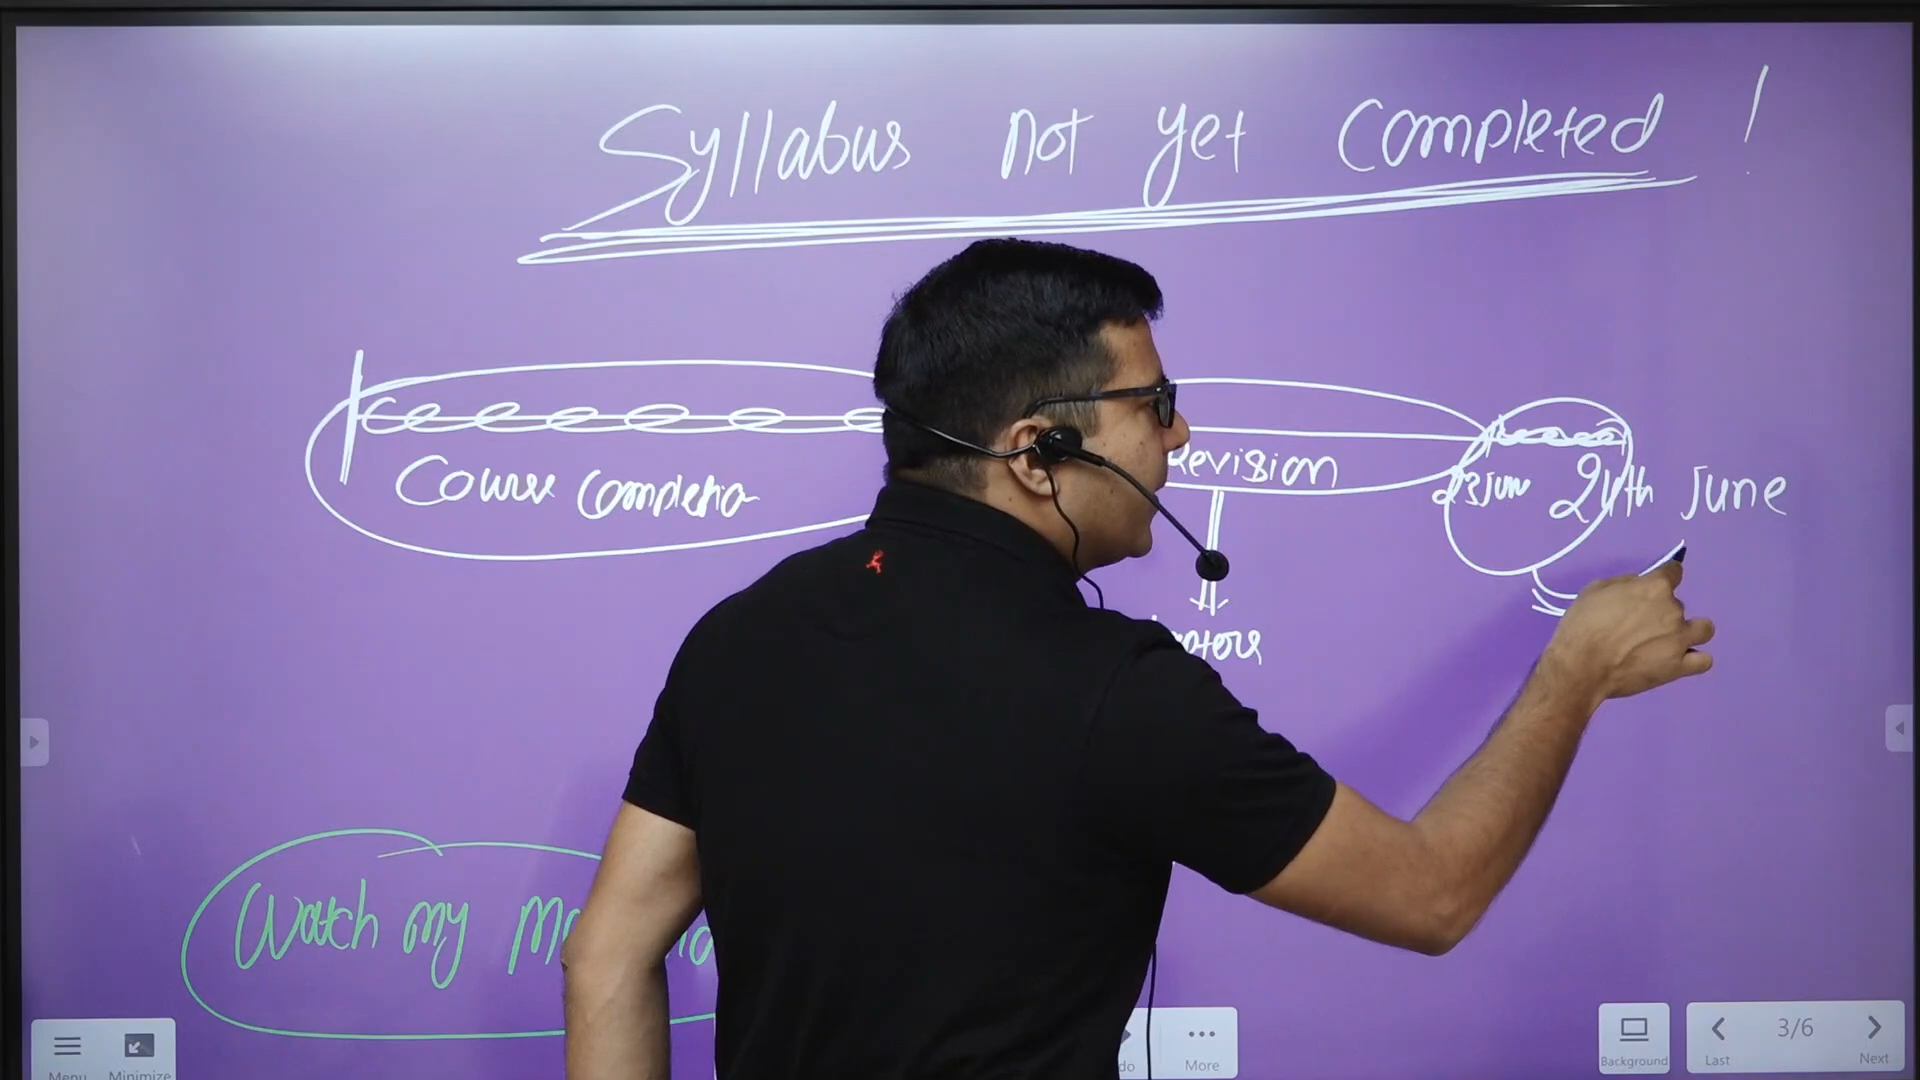 Syllabus not yet Completed !
Course Completion Revision 23 Jun 24th June
Watch my
Menu Minimize More Background Last 3/6 Next